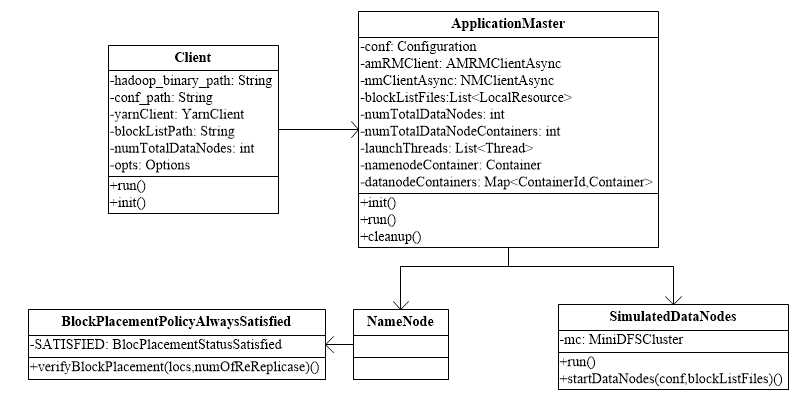 Client
-hadoop_binary_path: String
-conf_path: String
-yarnClient: YarnClient
-blockListPath: String
-numTotalDataNodes: int
-opts: Options
+run()
+init()
ApplicationMaster
-conf: Configuration
-amRMClient: AMRMClientAsync
-nmClientAsync: NMClientAsync
-blockListFiles:List<LocalResource>
-numTotalDataNodes: int
-numTotalDataNodeContainers: int
-launchThreads: List<Thread>
-namenodeContainer: Container
-datanodeContainers: Map<ContainerId,Container>
+init()
+run()
+cleanup()
BlockPlacementPolicyAlwaysSatisfied
-SATISFIED: BlocPlacementStatusSatisfied
+verifyBlockPlacement(locs,numOfReReplicase)()
NameNode
SimulatedDataNodes
-mc: MiniDFSCluster
+run()
+startDataNodes(conf,blockListFiles)()